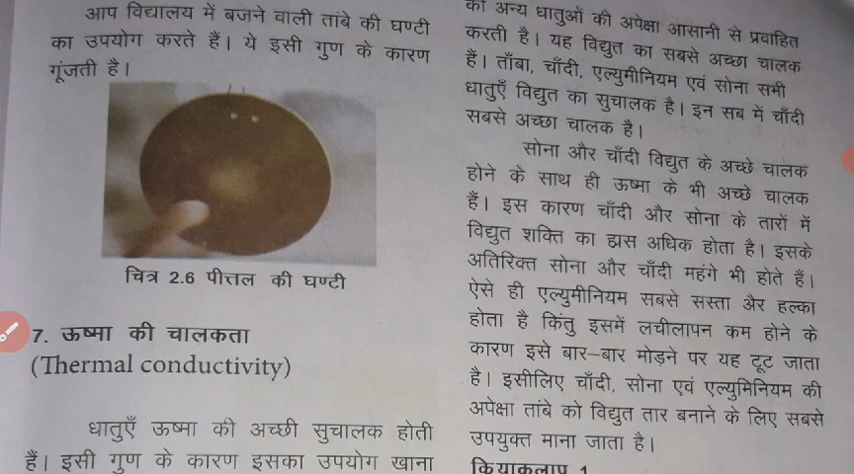 आप विद्यालय में बजने वाली तांबे की घण्टी
का उपयोग करते हैं। ये इसी गुण के कारण
गूंजती है।
चित्र 2.6 पीत्तल की घण्टी
7. ऊष्मा की चालकता
(Thermal conductivity)
धातुएँ ऊष्मा की अच्छी सुचालक होती
हैं। इसी गुण के कारण इसका उपयोग खाना
को अन्य धातुओं की अपेक्षा आसानी से प्रवाहित
करती है। यह विद्युत का सबसे अच्छा चालक
हैं। ताँबा, चाँदी, एल्युमीनियम एवं सोना सभी
धातुएँ विद्युत का सुचालक है। इन सब में चाँदी
सबसे अच्छा चालक है।
सोना और चाँदी विद्युत के अच्छे चालक
होने के साथ ही ऊष्मा के भी अच्छे चालक
हैं। इस कारण चाँदी और सोना के तारों में
विद्युत शक्ति का ह्रास अधिक होता है। इसके
अतिरिक्त सोना और चाँदी महंगे भी होते हैं।
ऐसे ही एल्युमीनियम सबसे सस्ता अैर हल्का
होता है किंतु इसमें लचीलापन कम होने के
कारण इसे बार–बार मोड़ने पर यह टूट जाता
है। इसीलिए चाँदी, सोना एवं एल्युमिनियम की
अपेक्षा तांबे को विद्युत तार बनाने के लिए सबसे
उपयुक्त माना जाता है।
क्रियाकलाप 1